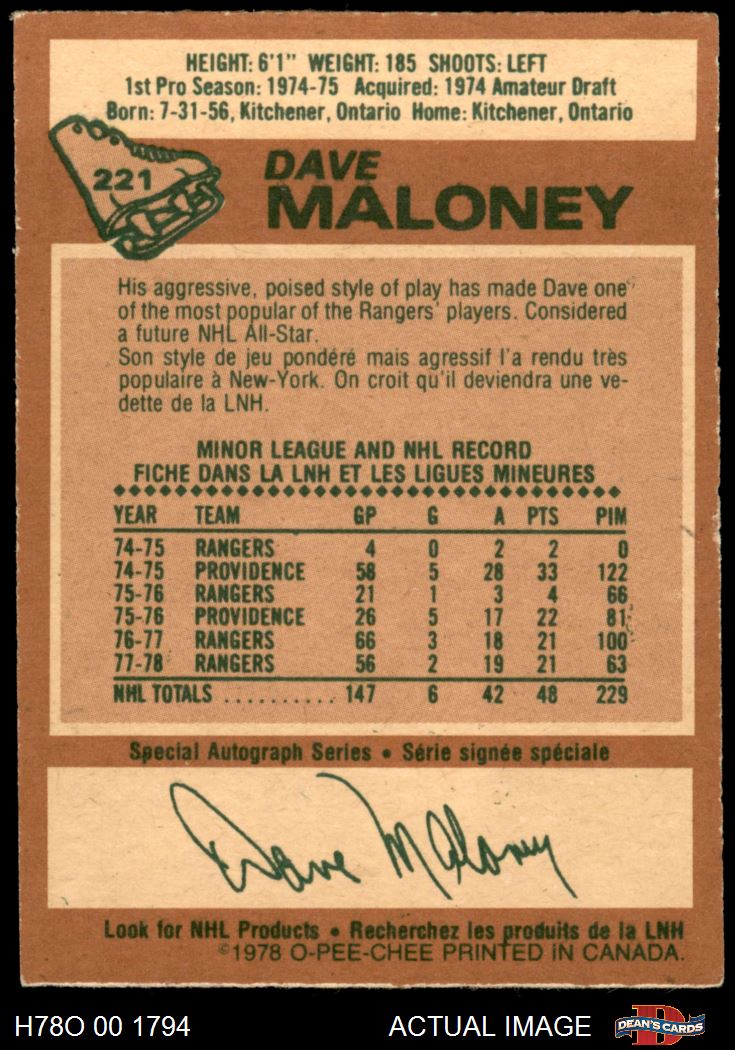 HEIGHT: 6'1" WEIGHT: 185 SHOOTS: LEFT
1st Pro Season: 1974-75 Acquired: 1974 Amateur Draft
Born: 7-31-56, Kitchener, Ontario Home: Kitchener, Ontario
221
DAVE
MALONEY
His aggressive, poised style of play has made Dave one
of the most popular of the Rangers' players. Considered
a future NHL All-Star.
Son style de jeu pondéré mais agressif l'a rendu très
populaire à New-York. On croit qu'il deviendra une ve-
dette de la LNH.
MINOR LEAGUE AND NHL RECORD
FICHE DANS LA LNH ET LES LIGUES MINEURES
YEAR TEAM GP G A PTS PIM
74-75 RANGERS 4 0 2 2 0
74-75 PROVIDENCE 58 5 28 33 122
75-76 RANGERS 21 1 3 4 66
75-76 PROVIDENCE 26 5 17 22 81
76-77 RANGERS 66 3 18 21 100
77-78 RANGERS 56 2 19 21 63
NHL TOTALS .......... 147 6 42 48 229
Special Autograph Series • Série signée spéciale
Dave Maloney
Look for NHL Products • Recherchez les produits de la LNH
©1978 O-PEE-CHEE PRINTED IN CANADA.
H78O 00 1794 ACTUAL IMAGE D DEAN'S CARDS